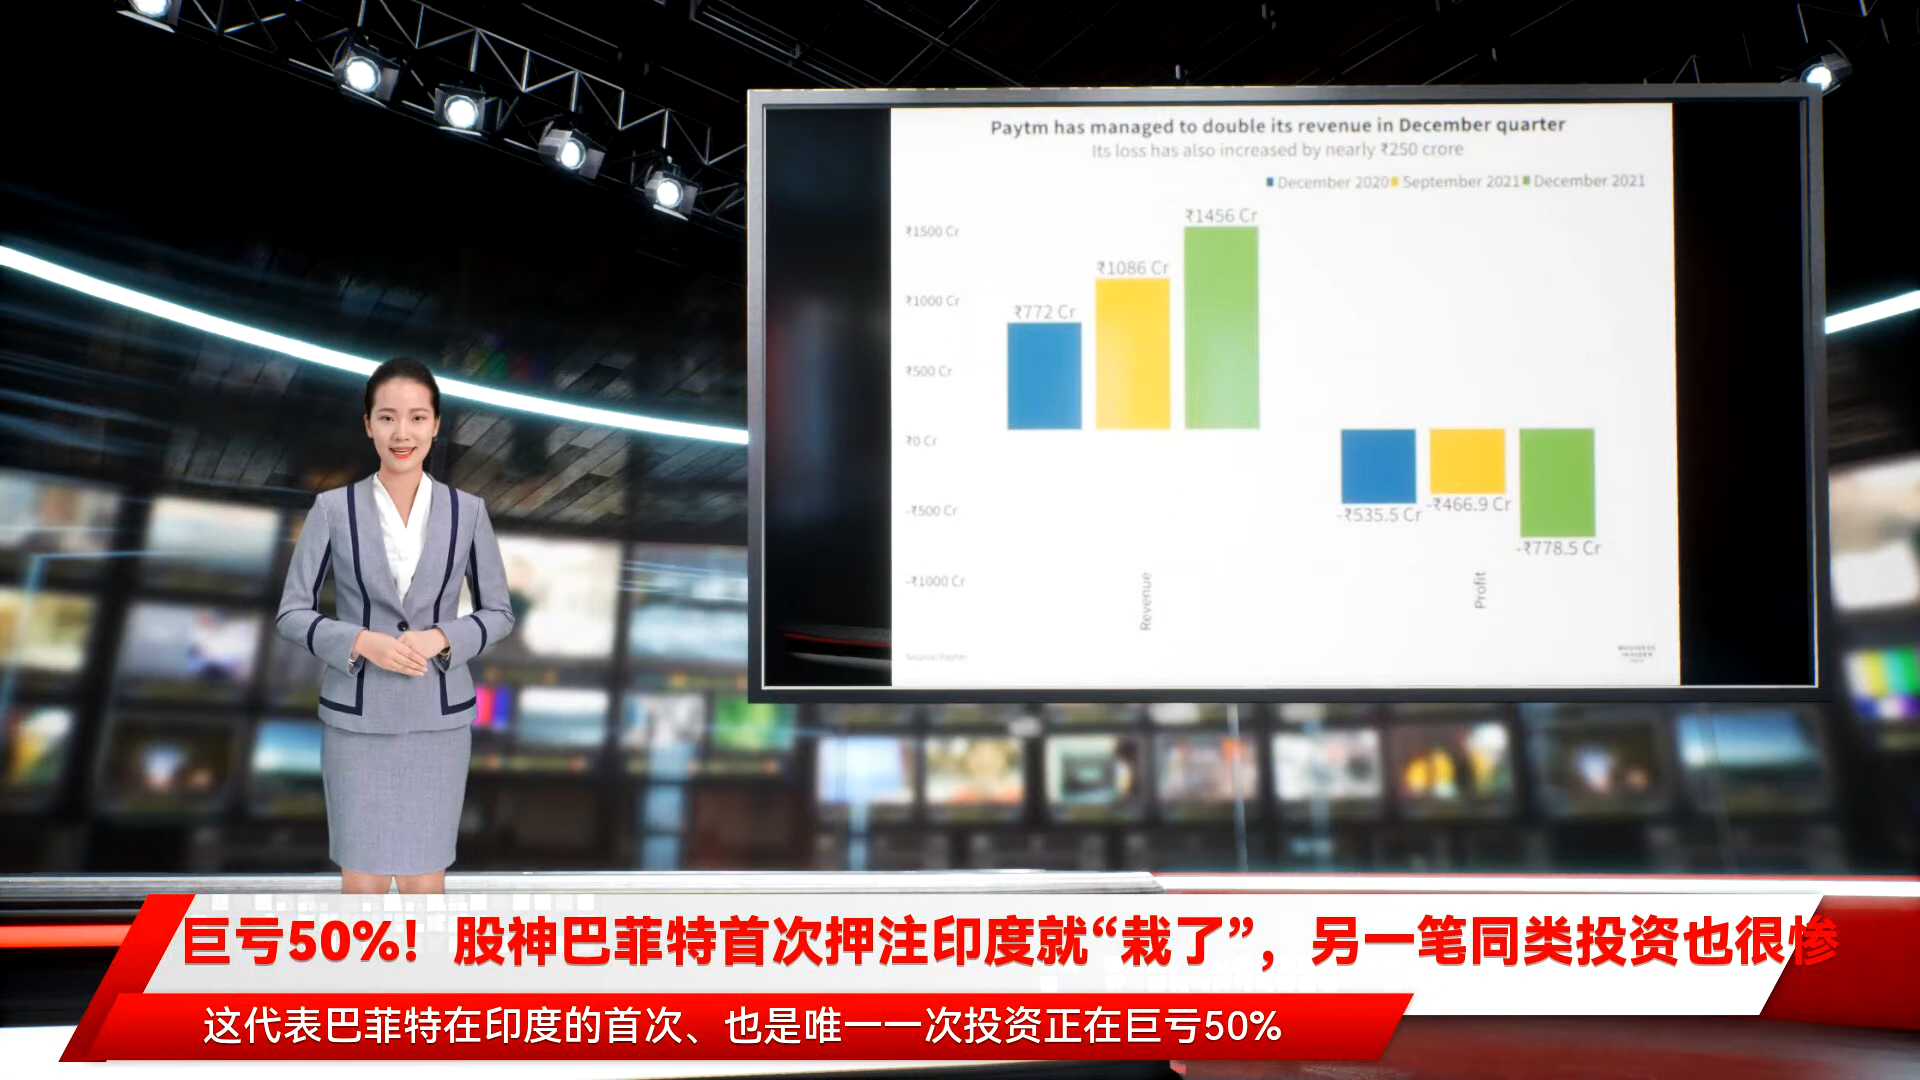 Paytm has managed to double its revenue in December quarter
Its loss has also increased by nearly ₹250 crore
December 2020 September 2021 December 2021
₹1500 Cr
₹1000 Cr
₹500 Cr
₹0 Cr
-₹500 Cr
-₹1000 Cr
₹772 Cr
₹1086 Cr
₹1456 Cr
-₹535.5 Cr
-₹466.9 Cr
-₹778.5 Cr
Revenue
Profit
Source: Paytm
巨亏50%！股神巴菲特首次押注印度就“栽了”，另一笔同类投资也很惨
这代表巴菲特在印度的首次、也是唯一一次投资正在巨亏50%